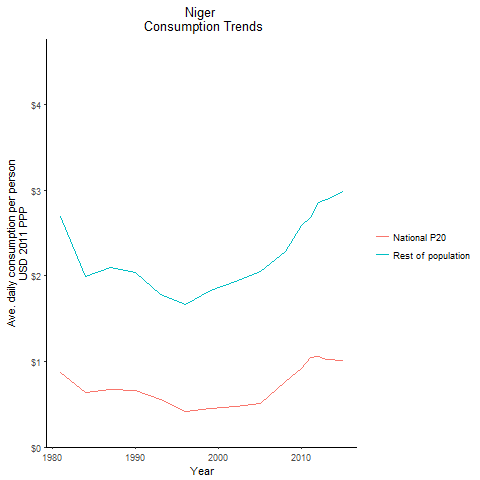 Niger
Consumption Trends
Ave. daily consumption per person
USD 2011 PPP
$4
$3
$2
$1
$0
1980
1990
2000
2010
Year
National P20
Rest of population